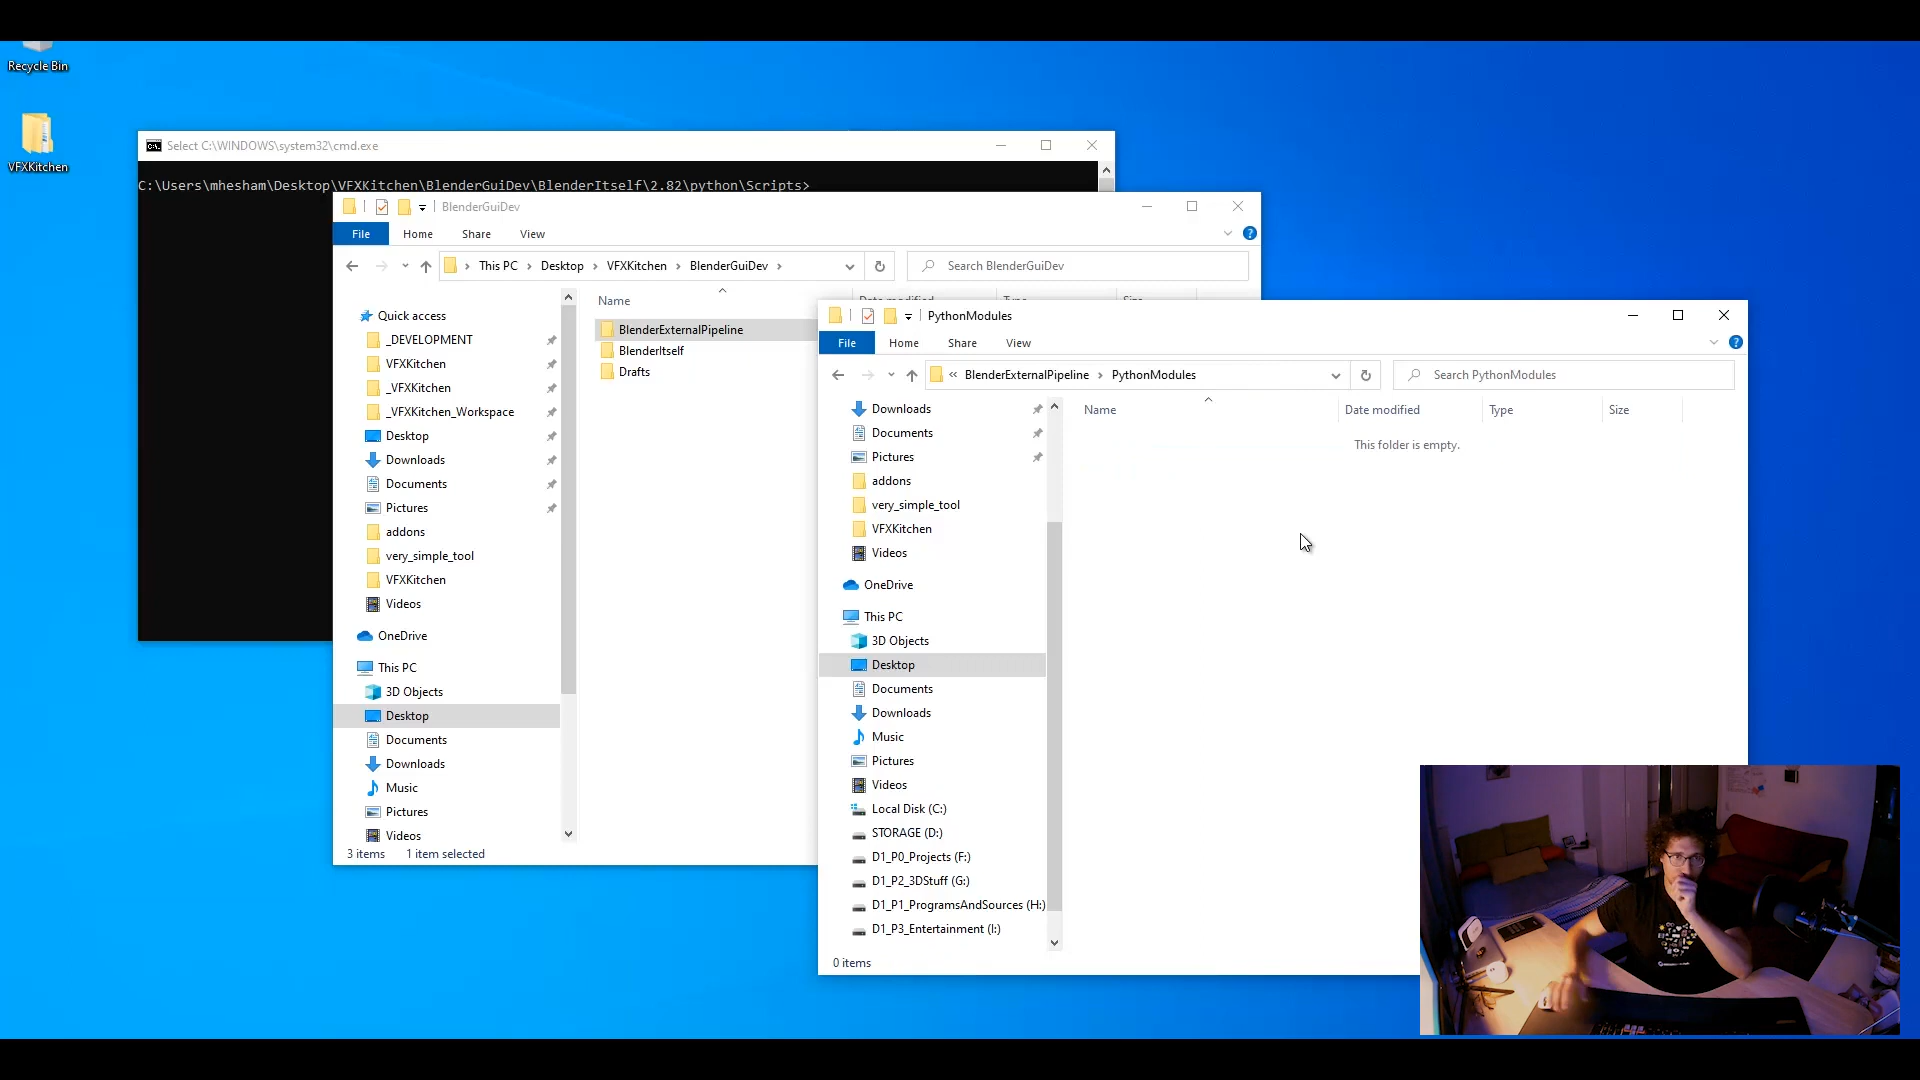 Recycle Bin
VFXKitchen
Select C:\WINDOWS\system32\cmd.exe
C:\Users\mhesham\Desktop\VFXKitchen\BlenderGuiDev\BlenderItself\2.82\python\Scripts>
BlenderGuiDev
File Home Share View
This PC > Desktop > VFXKitchen > BlenderGuiDev >
Search BlenderGuiDev
Quick access
_DEVELOPMENT
VFXKitchen
_VFXKitchen
_VFXKitchen_Workspace
Desktop
Downloads
Documents
Pictures
addons
very_simple_tool
VFXKitchen
Videos
OneDrive
This PC
3D Objects
Desktop
Documents
Downloads
Music
Pictures
Videos
Name Date modified Type Size
BlenderExternalPipeline
BlenderItself
Drafts
3 items 1 item selected
PythonModules
File Home Share View
« BlenderExternalPipeline > PythonModules
Search PythonModules
Downloads
Documents
Pictures
addons
very_simple_tool
VFXKitchen
Videos
OneDrive
This PC
3D Objects
Desktop
Documents
Downloads
Music
Pictures
Videos
Local Disk (C:)
STORAGE (D:)
D1_P0_Projects (F:)
D1_P2_3DStuff (G:)
D1_P1_ProgramsAndSources (H:)
D1_P3_Entertainment (I:)
Name Date modified Type Size
This folder is empty.
0 items